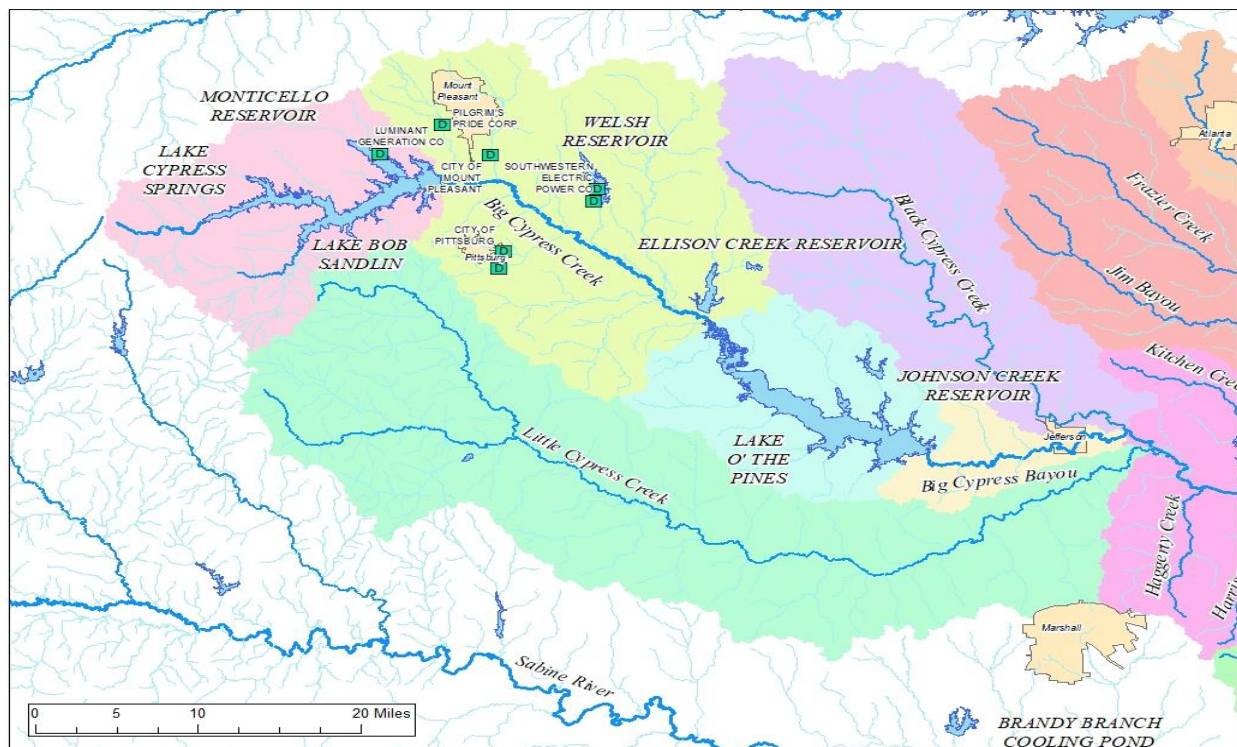 Mount
Pleasant
MONTICELLO
RESERVOIR
PILGRIM'S
PRIDE CORP
D
LUMINANT
GENERATION CO
D
D
WELSH
RESERVOIR
LAKE
CYPRESS
SPRINGS
CITY OF
MOUNT
PLEASANT
SOUTHWESTERN
ELECTRIC
POWER CO
D
D
Atlanta
Frazier Creek
Black Cypress Creek
Big Cypress Creek
LAKE BOB
SANDLIN
CITY OF
PITTSBURG
D
Pittsburg
D
ELLISON CREEK RESERVOIR
Jim Bayou
Kitchen Cree
JOHNSON CREEK
RESERVOIR
LAKE
O' THE
PINES
Jefferson
Little Cypress Creek
Big Cypress Bayou
Haggerty Creek
Harris
Marshall
Sabine River
0 5 10 20 Miles
BRANDY BRANCH
COOLING POND